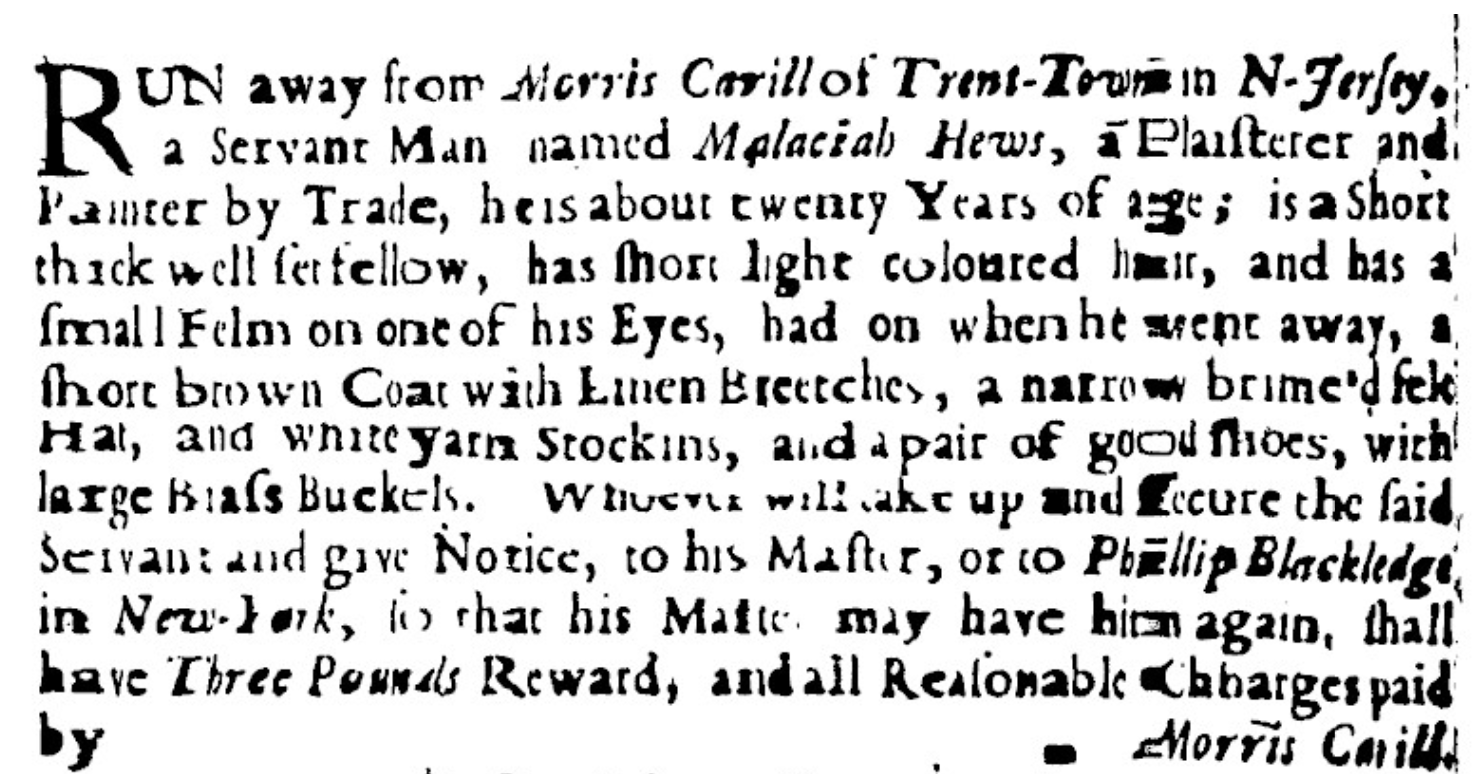 RUN away from Morris Carill of Trent-Town in N-Jerſey,
a Servant Man named Malaciah Hews, a Plaiſterer and
Painter by Trade, he is about twenty Years of age; is a Short
thick well ſet fellow, has ſhort light coloured hair, and has a
ſmall Felm on one of his Eyes, had on when he went away, a
ſhort brown Coat with Linen Breetches, a narrow brime'd felt
Hat, and white yarn Stockins, and a pair of good ſhoes, with
large Braſs Buckels. Whoever will take up and ſecure the ſaid
Servant and give Notice, to his Maſter, or to Phillip Blackledge
in New-York, ſo that his Maſte may have him again, ſhall
have Three Pounds Reward, and all Reaſonable Chharges paid
by Morris Carill.